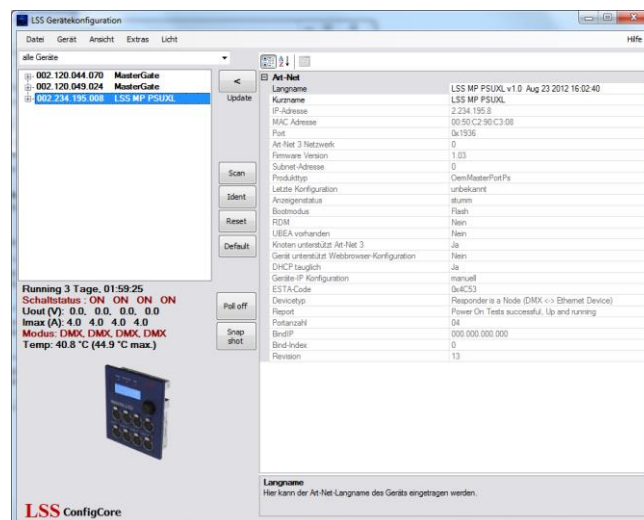 LSS Gerätekonfiguration
Datei Gerät Ansicht Extras Licht Hilfe
alle Geräte
002.120.044.070 MasterGate
002.120.049.024 MasterGate
002.234.195.008 LSS MP PSUXL
<
Update
Scan
Ident
Reset
Default
Poll off
Snap
shot
Running 3 Tage, 01:59:25
Schaltstatus : ON ON ON ON
Uout (V): 0.0, 0.0, 0.0, 0.0
Imax (A): 4.0 4.0 4.0 4.0
Modus: DMX, DMX, DMX, DMX
Temp: 40.8 °C (44.9 °C max.)
LSS ConfigCore
Art-Net
Langname LSS MP PSUXL v1.0 Aug 23 2012 16:02:40
Kurzname LSS MP PSUXL
IP-Adresse 2.234.195.8
MAC Adresse 00:50:C2:90:C3:08
Port 0x1936
Art-Net 3 Netzwerk 0
Firmware Version 1.03
Subnet-Adresse 0
Produkttyp OemMasterPortPs
Letzte Konfiguration unbekannt
Anzeigenstatus stumm
Bootmodus Flash
RDM Nein
UBEA vorhanden Nein
Knoten unterstützt Art-Net 3 Ja
Gerät unterstützt Webbrowser-Konfiguration Nein
DHCP tauglich Ja
Geräte-IP Konfiguration manuell
ESTA-Code 0x4C53
Devicetyp Responder is a Node (DMX <-> Ethernet Device)
Report Power On Tests successful, Up and running
Portanzahl 04
BindIP 000.000.000.000
Bind-Index 0
Revision 13
Langname
Hier kann der Art-Net-Langname des Geräts eingetragen werden.